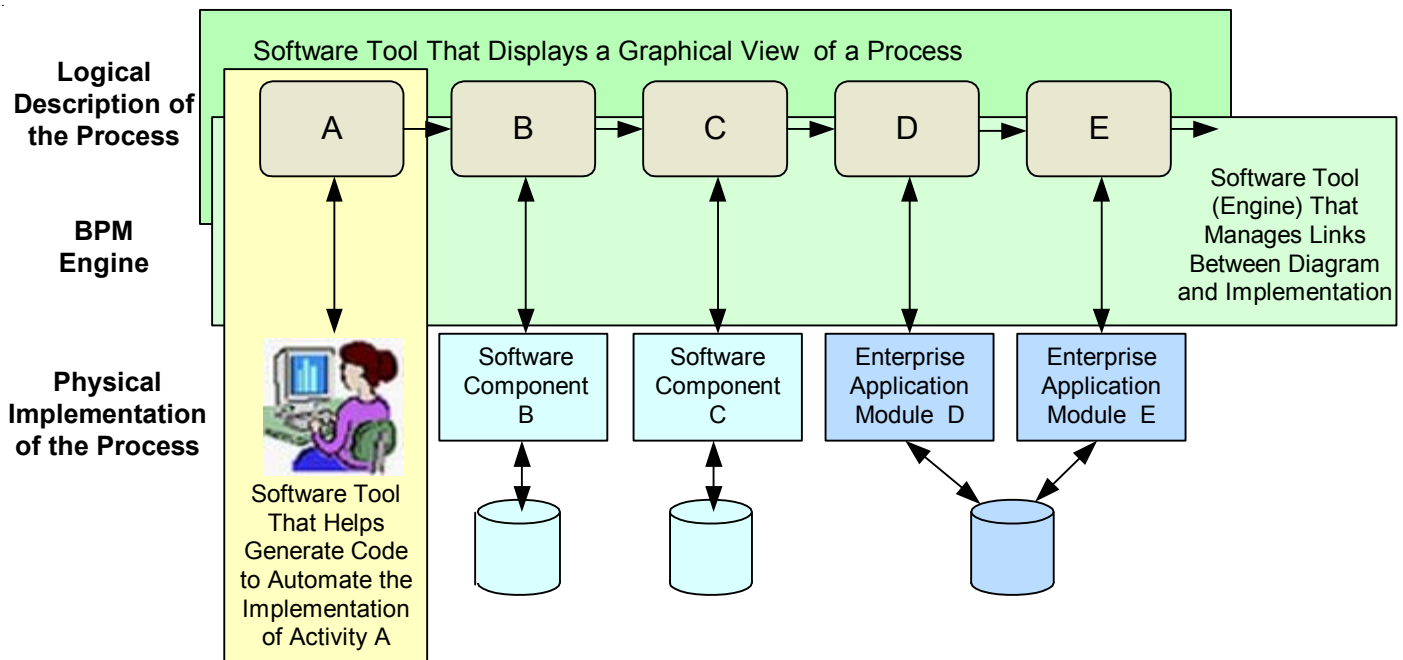 Software Tool That Displays a Graphical View of a Process
Logical
Description of
the Process
A
B
C
D
E
BPM
Engine
Software Tool
(Engine) That
Manages Links
Between Diagram
and Implementation
Physical
Implementation
of the Process
Software
Component
B
Software
Component
C
Enterprise
Application
Module D
Enterprise
Application
Module E
Software Tool
That Helps
Generate Code
to Automate the
Implementation
of Activity A